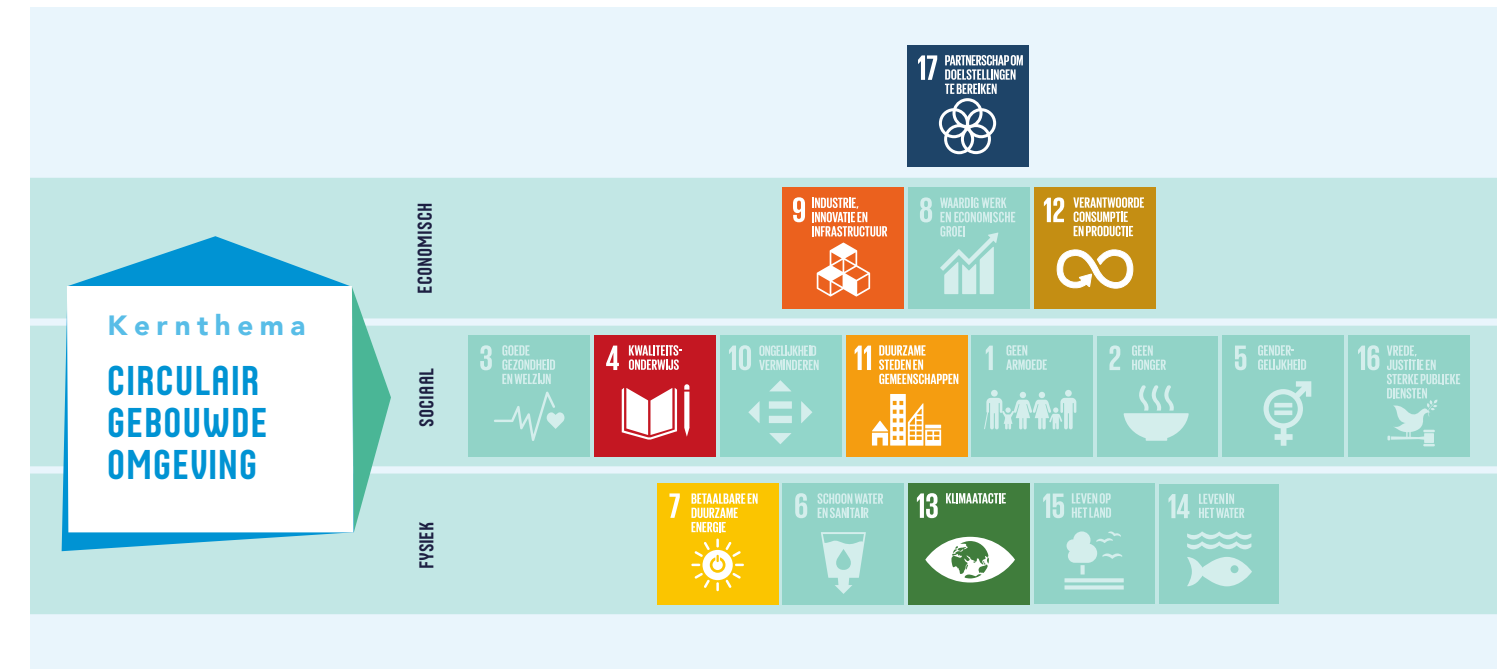 17 PARTNERSCHAP OM
DOELSTELLINGEN
TE BEREIKEN
ECONOMISCH
9 INDUSTRIE,
INNOVATIE EN
INFRASTRUCTUUR
8 WAARDIG WERK
EN ECONOMISCHE
GROEI
12 VERANTWOORDE
CONSUMPTIE
EN PRODUCTIE
Kernthema
CIRCULAIR
GEBOUWDE
OMGEVING
SOCIAAL
3 GOEDE
GEZONDHEID
EN WELZIJN
4 KWALITEITS-
ONDERWIJS
10 ONGELIJKHEID
VERMINDEREN
11 DUURZAME
STEDEN EN
GEMEENSCHAPPEN
1 GEEN
ARMOEDE
2 GEEN
HONGER
5 GENDER-
GELIJKHEID
16 VREDE,
JUSTITIE EN
STERKE PUBLIEKE
DIENSTEN
FYSIEK
7 BETAALBARE EN
DUURZAME
ENERGIE
6 SCHOON WATER
EN SANITAIR
13 KLIMAATACTIE
15 LEVEN OP
HET LAND
14 LEVEN IN
HET WATER